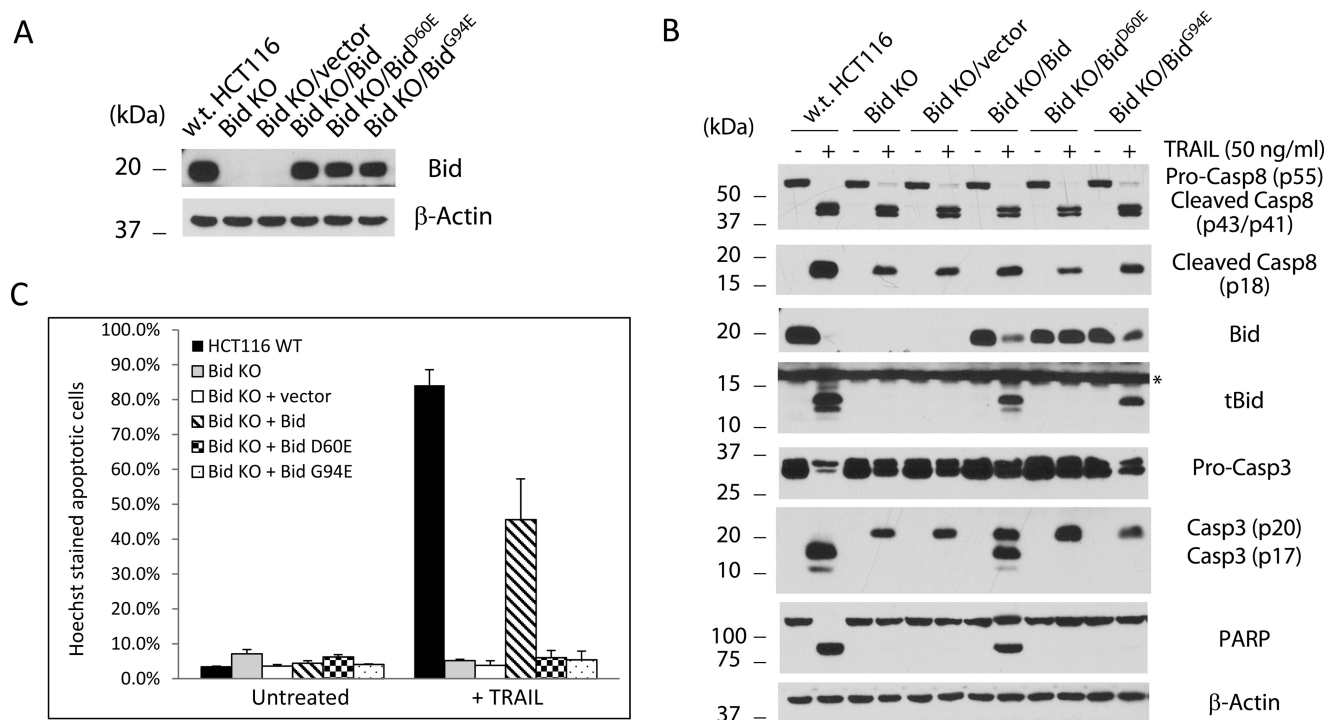 A
w.t. HCT116
Bid KO
Bid KO/vector
Bid KO/Bid
Bid KO/Bid^D60E
Bid KO/Bid^G94E
(kDa)
20 –
Bid
37 –
β-Actin
B
w.t. HCT116
Bid KO
Bid KO/vector
Bid KO/Bid
Bid KO/Bid^D60E
Bid KO/Bid^G94E
(kDa)
- + - + - + - + - + - + TRAIL (50 ng/ml)
50 –
Pro-Casp8 (p55)
37 –
Cleaved Casp8
(p43/p41)
20 –
15 –
Cleaved Casp8
(p18)
20 –
Bid
15 –
*
10 –
tBid
37 –
25 –
Pro-Casp3
20 –
Casp3 (p20)
10 –
Casp3 (p17)
100 –
75 –
PARP
37 –
β-Actin
C
Hoechst stained apoptotic cells
100.0%
90.0%
80.0%
70.0%
60.0%
50.0%
40.0%
30.0%
20.0%
10.0%
0.0%
HCT116 WT
Bid KO
Bid KO + vector
Bid KO + Bid
Bid KO + Bid D60E
Bid KO + Bid G94E
Untreated
+ TRAIL